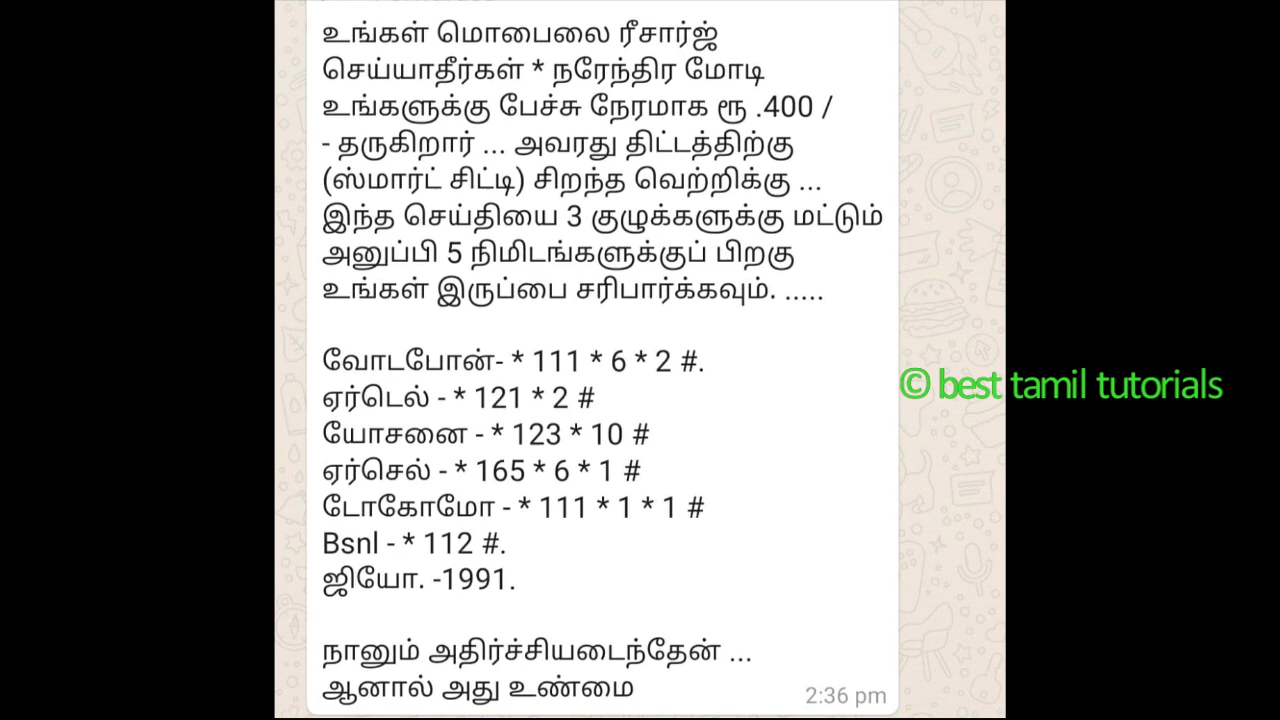 உங்கள் மொபைலை ரீசார்ஜ்
செய்யாதீர்கள் * நரேந்திர மோடி
உங்களுக்கு பேச்சு நேரமாக ரூ .400 /
- தருகிறார் ... அவரது திட்டத்திற்கு
(ஸ்மார்ட் சிட்டி) சிறந்த வெற்றிக்கு ...
இந்த செய்தியை 3 குழுக்களுக்கு மட்டும்
அனுப்பி 5 நிமிடங்களுக்குப் பிறகு
உங்கள் இருப்பை சரிபார்க்கவும். .....
வோடபோன்- * 111 * 6 * 2 #.
ஏர்டெல் - * 121 * 2 #
யோசனை - * 123 * 10 #
ஏர்செல் - * 165 * 6 * 1 #
டோகோமோ - * 111 * 1 * 1 #
Bsnl - * 112 #.
ஜியோ. -1991.
நானும் அதிர்ச்சியடைந்தேன் ...
ஆனால் அது உண்மை
2:36 pm
© best tamil tutorials